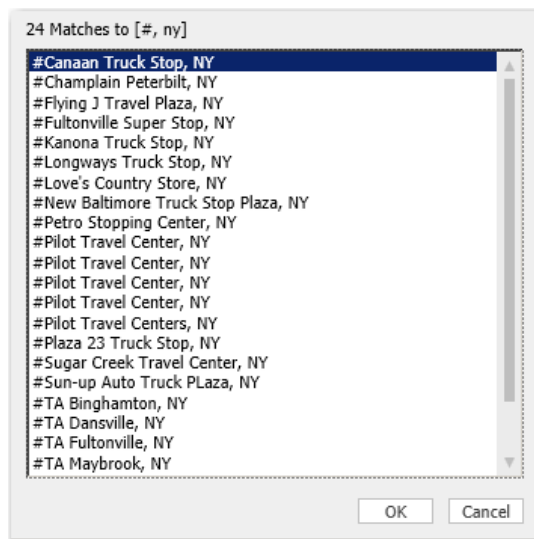 24 Matches to [#, ny]
#Canaan Truck Stop, NY
#Champlain Peterbilt, NY
#Flying J Travel Plaza, NY
#Fultonville Super Stop, NY
#Kanona Truck Stop, NY
#Longways Truck Stop, NY
#Love's Country Store, NY
#New Baltimore Truck Stop Plaza, NY
#Petro Stopping Center, NY
#Pilot Travel Center, NY
#Pilot Travel Center, NY
#Pilot Travel Center, NY
#Pilot Travel Center, NY
#Pilot Travel Centers, NY
#Plaza 23 Truck Stop, NY
#Sugar Creek Travel Center, NY
#Sun-up Auto Truck PLaza, NY
#TA Binghamton, NY
#TA Dansville, NY
#TA Fultonville, NY
#TA Maybrook, NY
OK Cancel